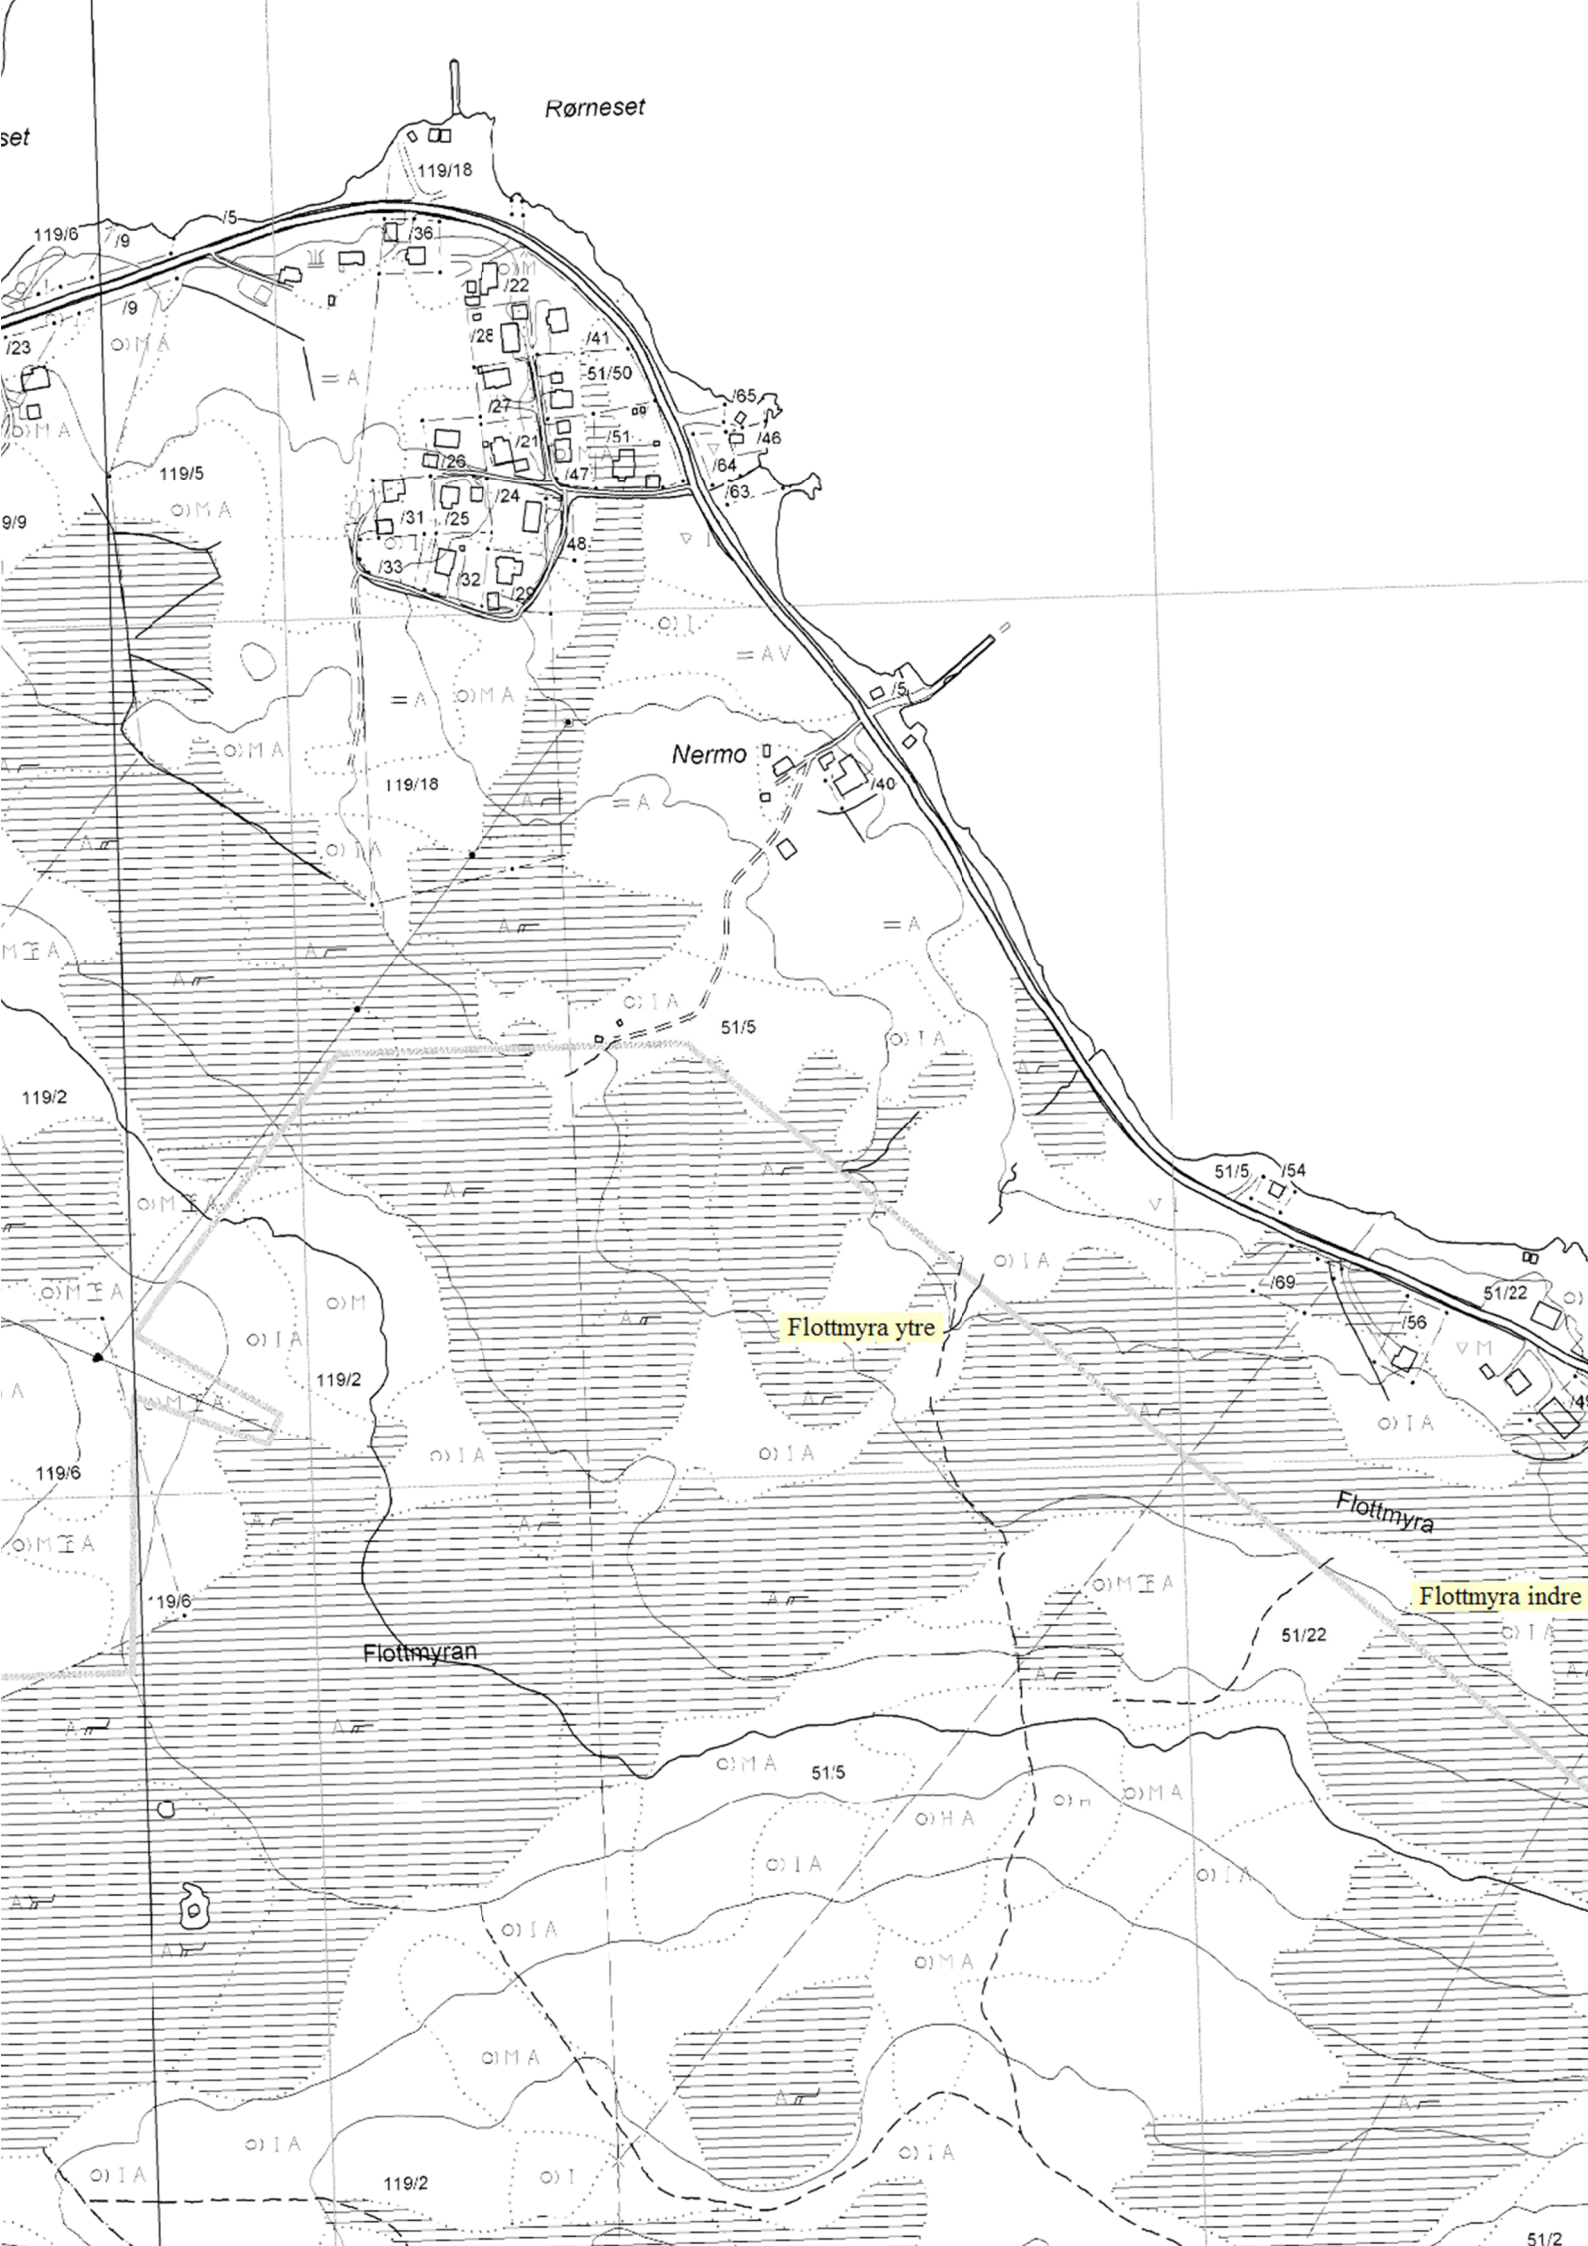 Rørneset
set
119/18
/5
119/6
/9
/36
O)M
/22
/9
/28
/41
/23
O)M A
51/50
= A
/65
/27
O)M A
/21
/51
/46
/26
/47
/64
119/5
/24
/63
O)M A
/31
/25
9/9
/48
/33
/32
/29
O)I
= A V
= A
O)M A
/5
O)M A
Nermo
119/18
/40
= A
O)I A
= A
O)I A
51/5
O)I A
119/2
51/5
/54
O)I A
/69
51/22
O)M
Flottmyra ytre
/56
O)I A
119/2
O)I A
O)I A
O)I A
119/6
Flottmyra
Flottmyra indre
119/6
51/22
O)I A
Flottmyran
O)M A
51/5
O)M A
O)H A
O)I A
O)I A
O)I A
O)M A
O)M A
O)I A
O)I A
O)I A
O)I
119/2
51/2